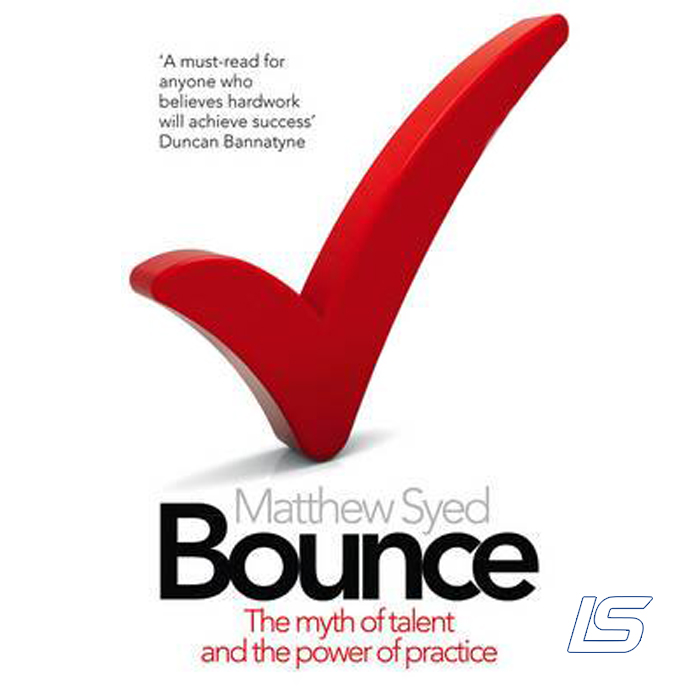 ‘A must-read for
anyone who
believes hardwork
will achieve success’
Duncan Bannatyne
Matthew Syed
Bounce
The myth of talent
and the power of practice
LS